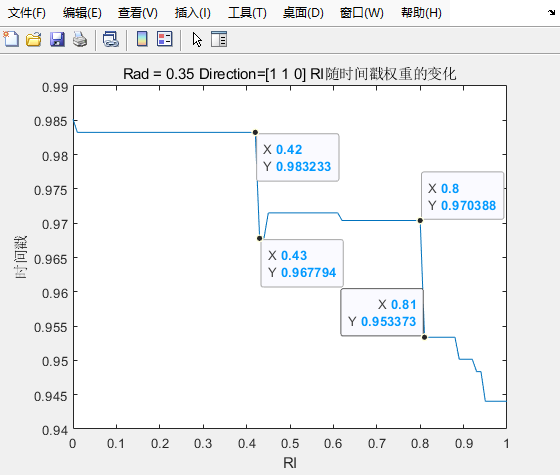 文件(F) 编辑(E) 查看(V) 插入(I) 工具(T) 桌面(D) 窗口(W) 帮助(H)
Rad = 0.35 Direction=[1 1 0] RI随时间戳权重的变化
0.99
0.985
0.98
0.975
0.97
0.965
0.96
0.955
0.95
0.945
0.94
时间戳
X 0.42
Y 0.983233
X 0.8
Y 0.970388
X 0.43
Y 0.967794
X 0.81
Y 0.953373
0 0.1 0.2 0.3 0.4 0.5 0.6 0.7 0.8 0.9 1
RI